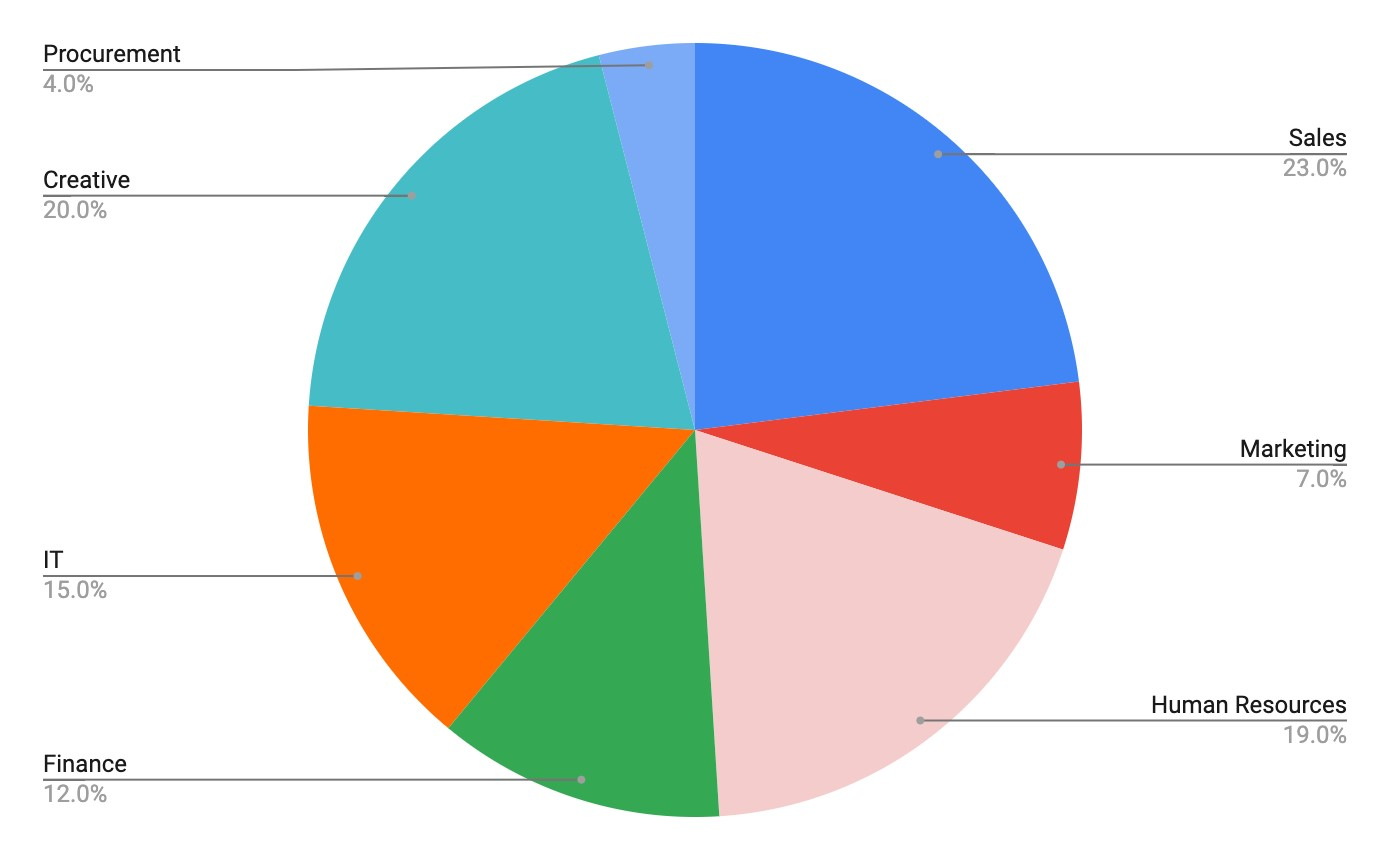 Procurement
4.0%
Creative
20.0%
IT
15.0%
Finance
12.0%
Sales
23.0%
Marketing
7.0%
Human Resources
19.0%